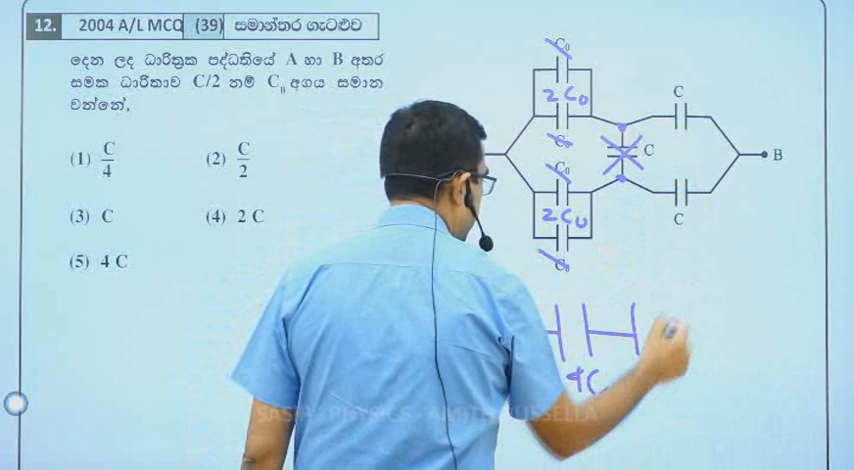 12. 2004 A/L MCQ (39) සමාන්තර ගැටළුව
දෙන ලද ධාරිත්‍රක පද්ධතියේ A හා B අතර
සමක ධාරිතාව C/2 නම් C₀ අගය සමාන
වන්නේ,
(1) C/4 (2) C/2
(3) C (4) 2 C
(5) 4 C
C₀
2C₀
C₀
C₀
2C₀
C₀
C
C
B
C
4C